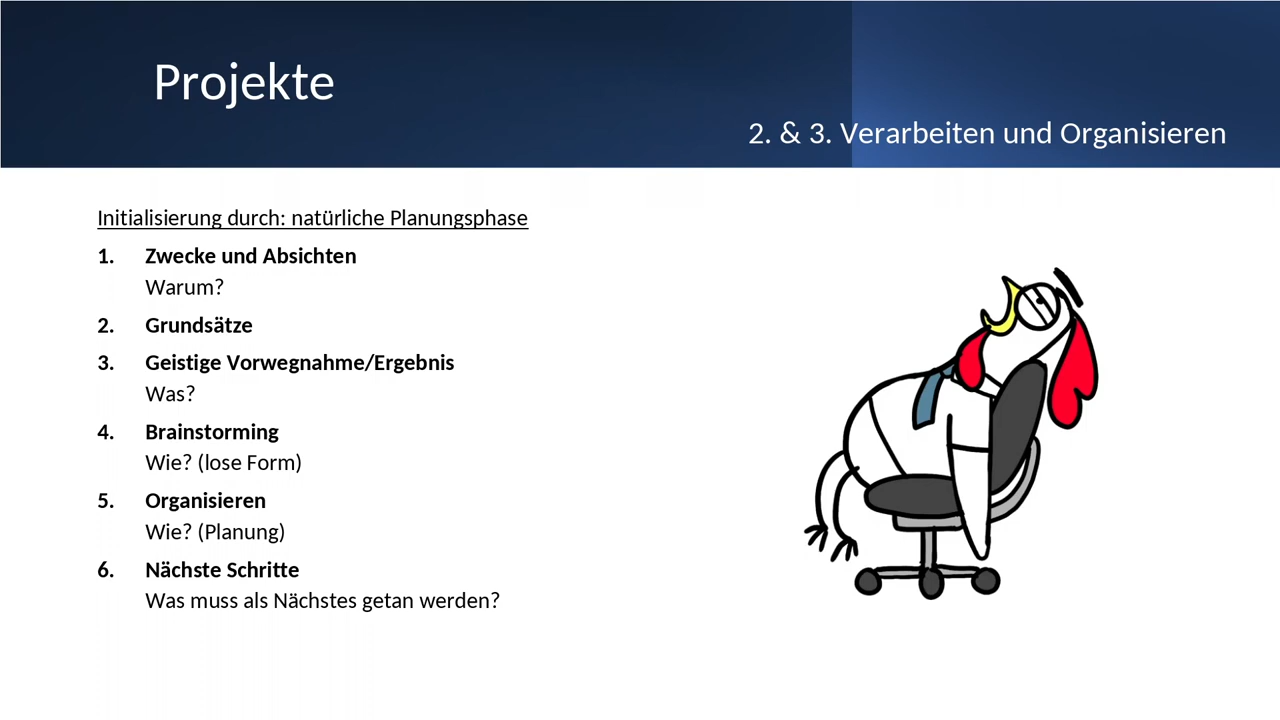 Projekte
2. & 3. Verarbeiten und Organisieren
Initialisierung durch: natürliche Planungsphase
1. Zwecke und Absichten
Warum?
2. Grundsätze
3. Geistige Vorwegnahme/Ergebnis
Was?
4. Brainstorming
Wie? (lose Form)
5. Organisieren
Wie? (Planung)
6. Nächste Schritte
Was muss als Nächstes getan werden?